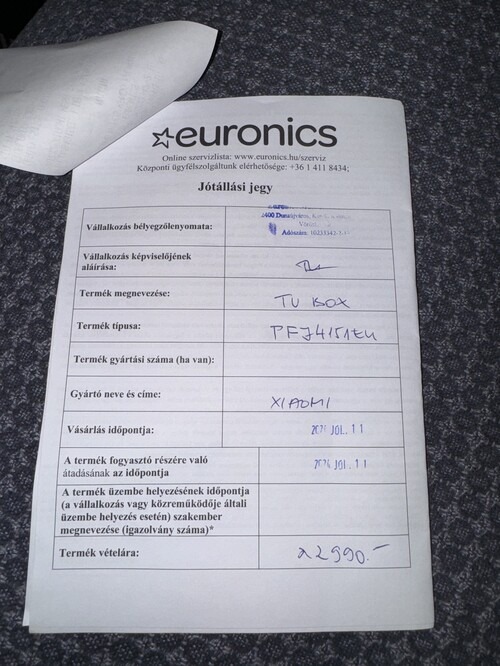 euronics
Online szervizlista: www.euronics.hu/szerviz
Központi ügyfélszolgáltunk elérhetősége: +36 1 411 8434;
Jótállási jegy
Vállalkozás bélyegzőlenyomata:
Adószám:
Vállalkozás képviselőjének
aláírása:
Termék megnevezése:
TV BOX
Termék típusa:
PFJ4151EU
Termék gyártási száma (ha van):
Gyártó neve és címe:
XIAOMI
Vásárlás időpontja:
JÚL. 11
A termék fogyasztó részére való
átadásának az időpontja
JÚL. 11
A termék üzembe helyezésének időpontja
(a vállalkozás vagy közreműködője általi
üzembe helyezés esetén) szakember
megnevezése (igazolvány száma)*
Termék vételára:
22990.-